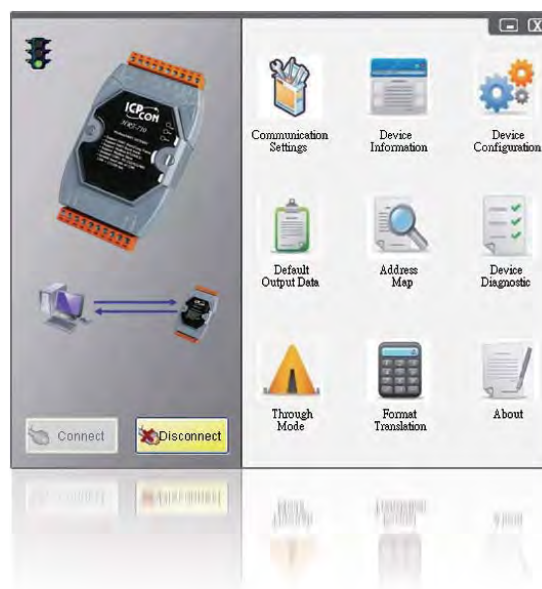 ICP
CON
Communication
Settings
Device
Information
Device
Configuration
Default
Output Data
Address
Map
Device
Diagnostic
Through
Mode
Format
Translation
About
Connect
Disconnect